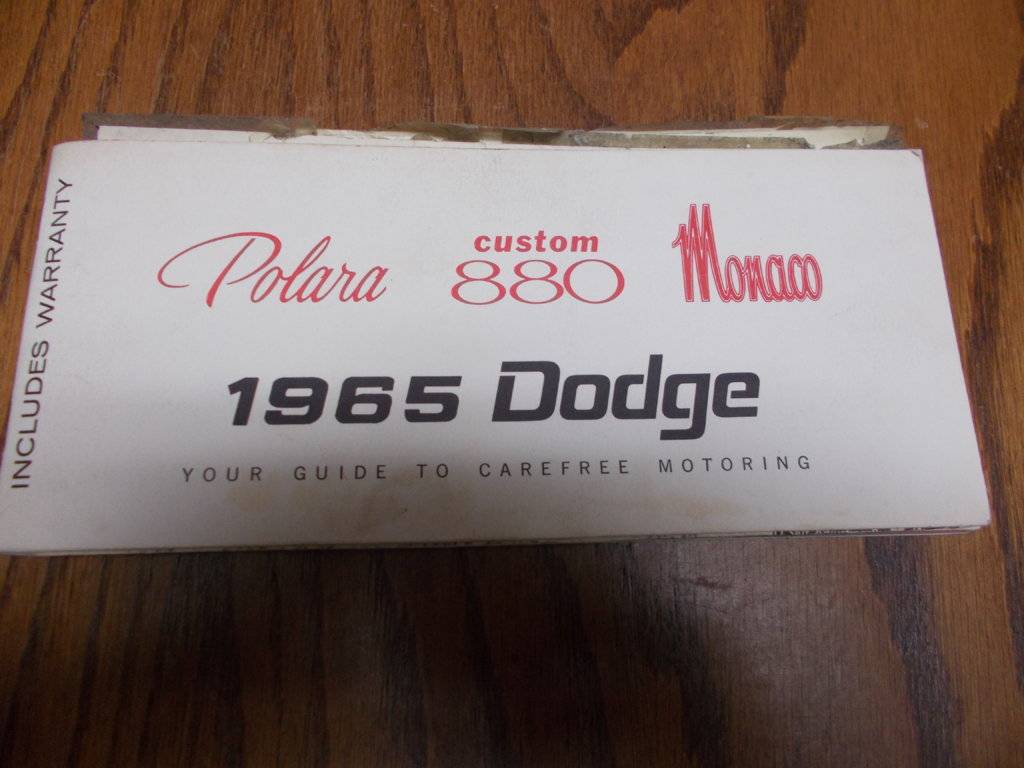 INCLUDES WARRANTY
Polara custom 880 Monaco
1965 Dodge
YOUR GUIDE TO CAREFREE MOTORING